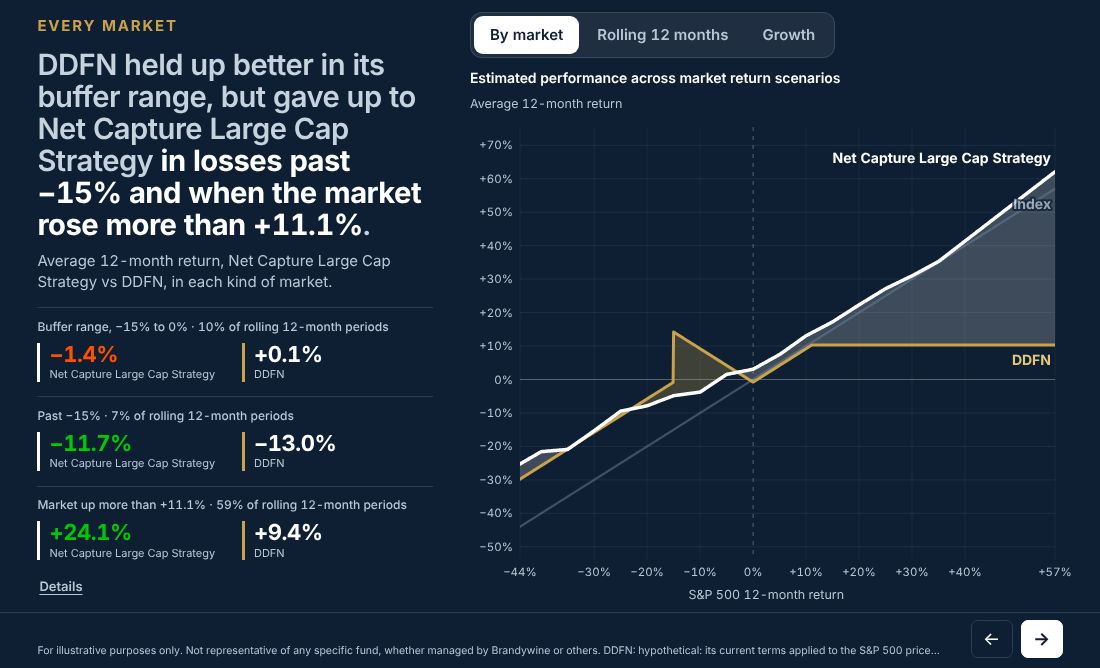 EVERY MARKET
DDFN held up better in its
buffer range, but gave up to
Net Capture Large Cap
Strategy in losses past
−15% and when the market
rose more than +11.1%.
Average 12-month return, Net Capture Large Cap
Strategy vs DDFN, in each kind of market.
Buffer range, −15% to 0% · 10% of rolling 12-month periods
−1.4%
Net Capture Large Cap Strategy
+0.1%
DDFN
Past −15% · 7% of rolling 12-month periods
−11.7%
Net Capture Large Cap Strategy
−13.0%
DDFN
Market up more than +11.1% · 59% of rolling 12-month periods
+24.1%
Net Capture Large Cap Strategy
+9.4%
DDFN
Details
By market
Rolling 12 months
Growth
Estimated performance across market return scenarios
Average 12-month return
+70%
+60%
+50%
+40%
+30%
+20%
+10%
0%
−10%
−20%
−30%
−40%
−50%
Net Capture Large Cap Strategy
Index
DDFN
−44% −30% −20% −10% 0% +10% +20% +30% +40% +57%
S&P 500 12-month return
For illustrative purposes only. Not representative of any specific fund, whether managed by Brandywine or others. DDFN: hypothetical: its current terms applied to the S&P 500 price...